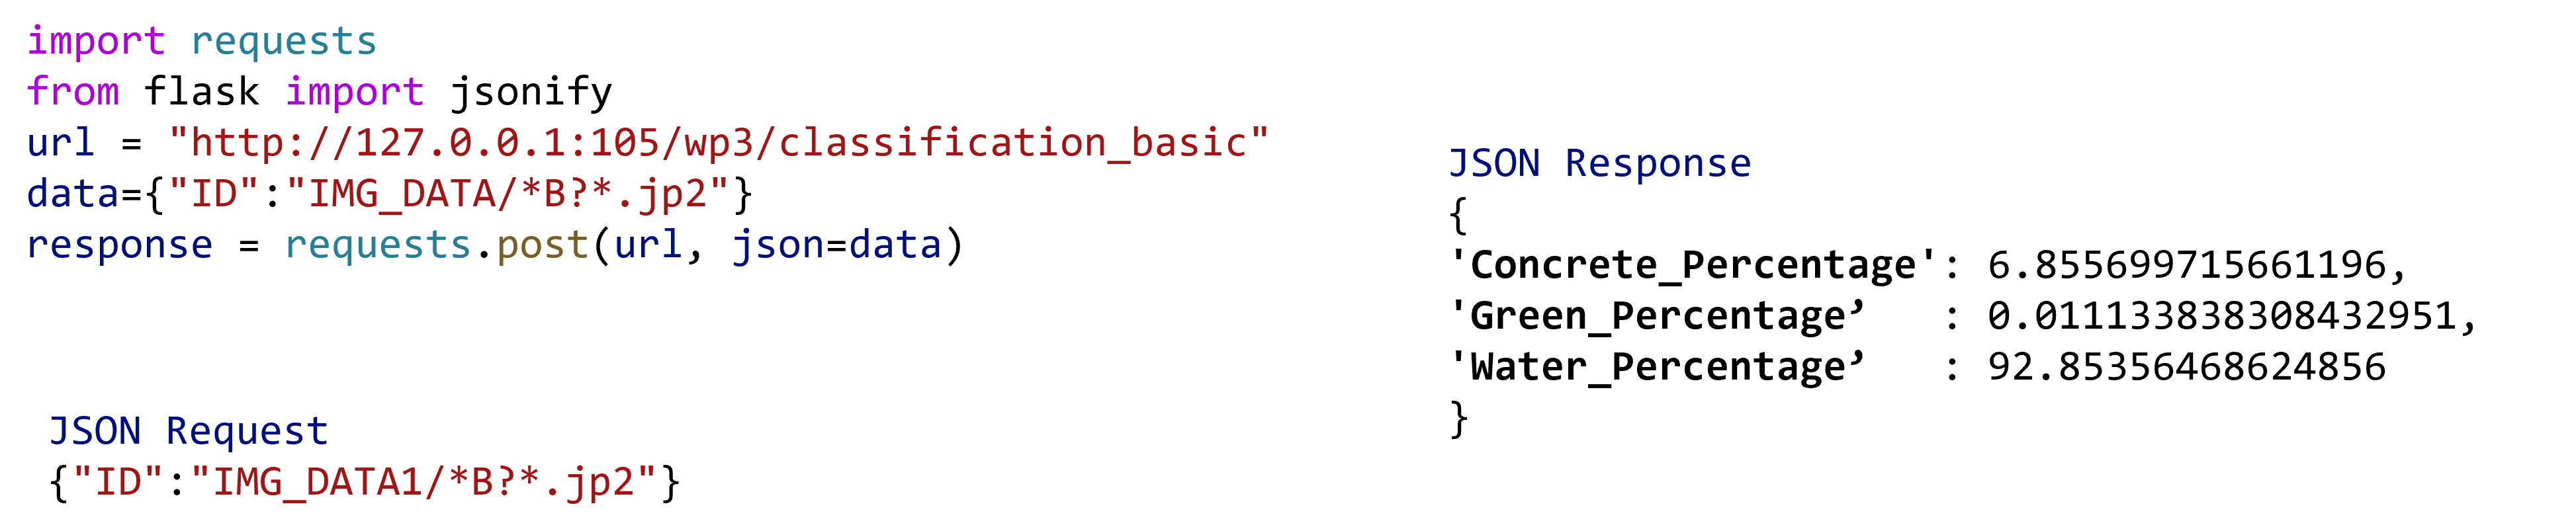 import requests
from flask import jsonify
url = "http://127.0.0.1:105/wp3/classification_basic"
data={"ID":"IMG_DATA/*B?*.jp2"}
response = requests.post(url, json=data)
JSON Request
{"ID":"IMG_DATA1/*B?*.jp2"}
JSON Response
{
'Concrete_Percentage': 6.855699715661196,
'Green_Percentage’   : 0.011133838308432951,
'Water_Percentage’   : 92.85356468624856
}